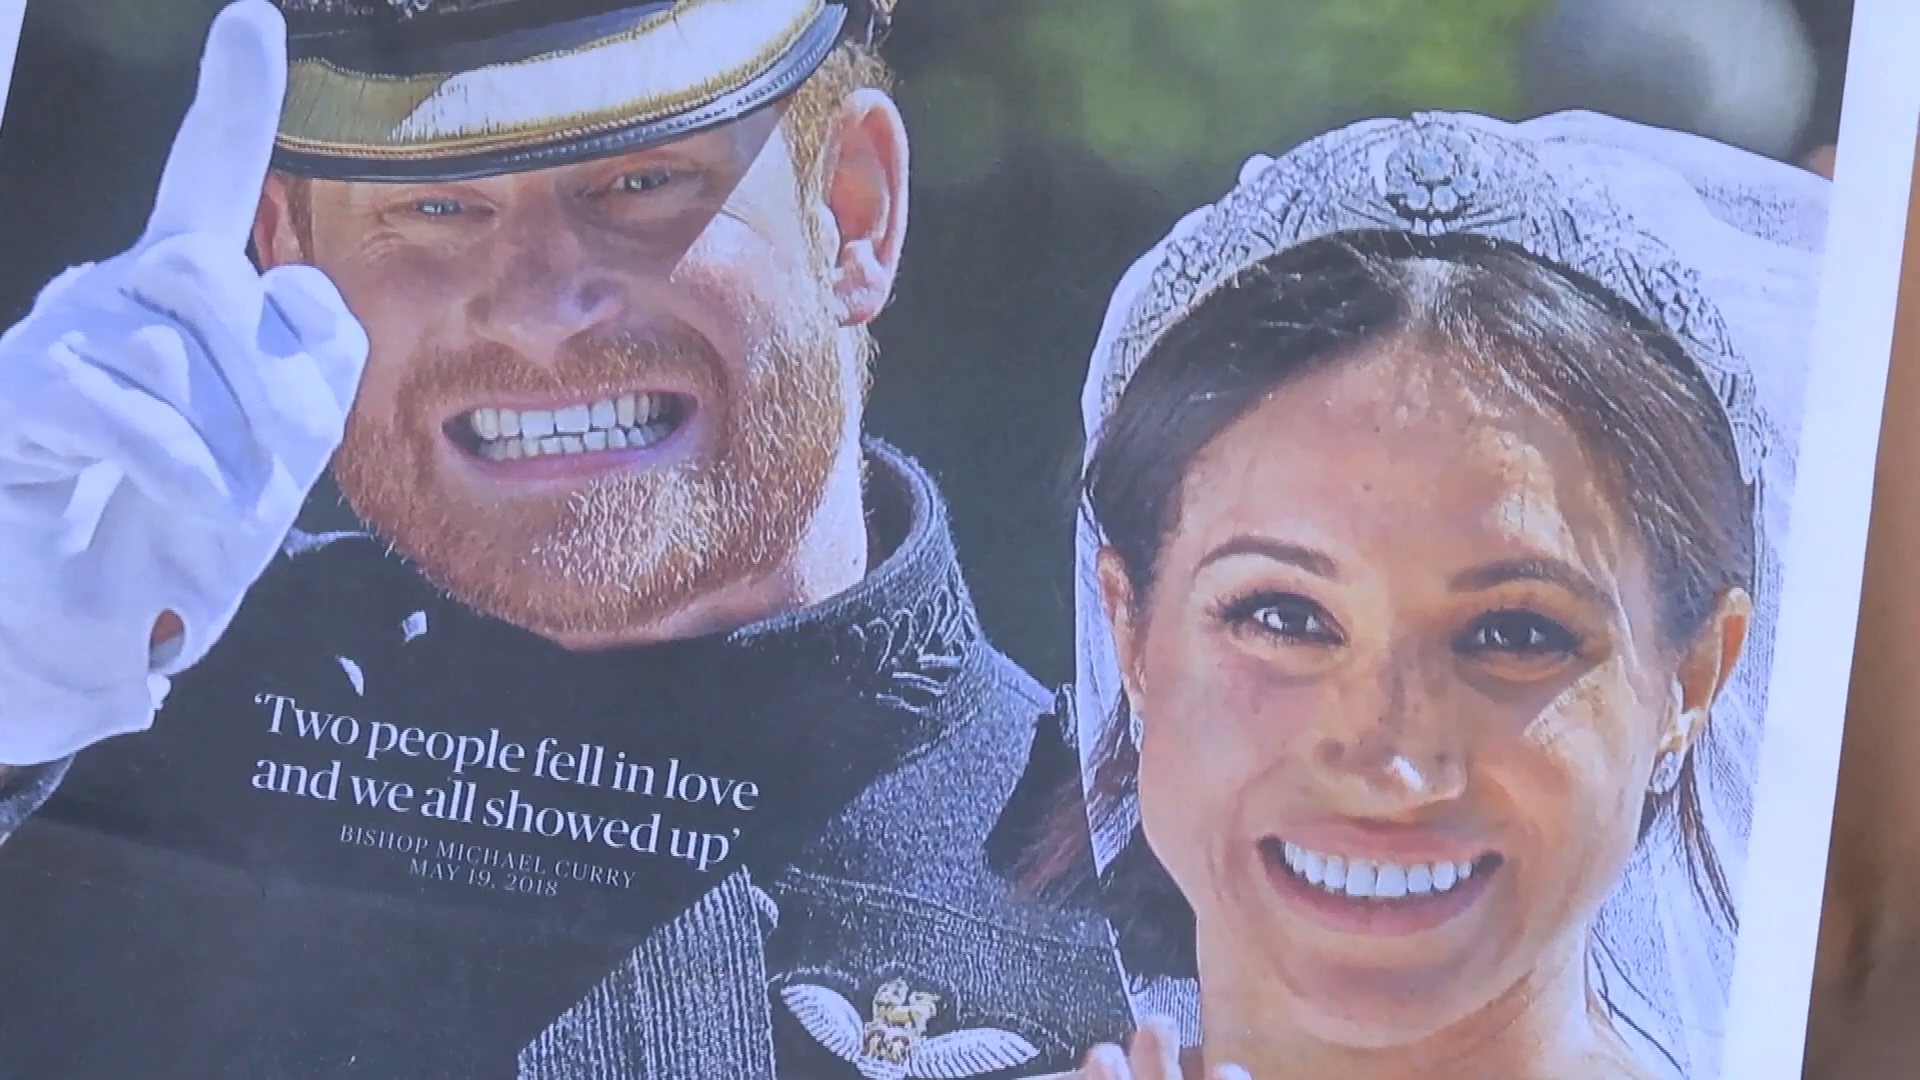 ‘Two people fell in love
and we all showed up’
BISHOP MICHAEL CURRY
MAY 19, 2018